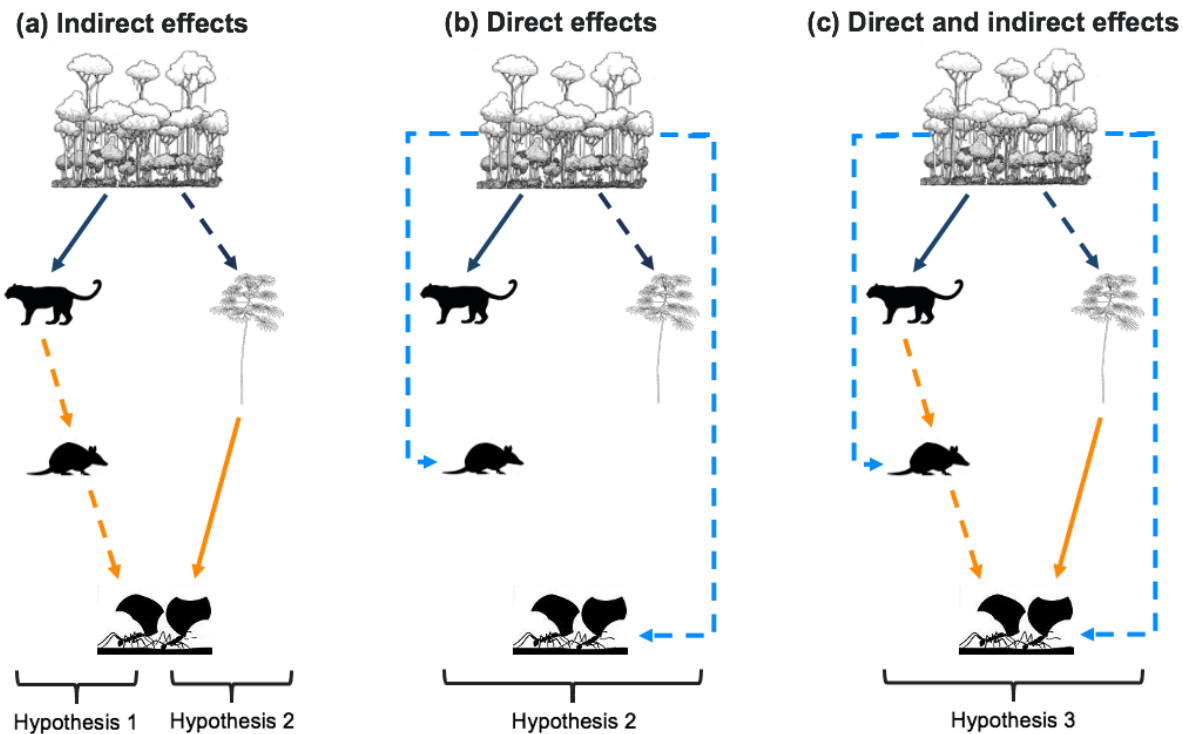 (a) Indirect effects
(b) Direct effects
(c) Direct and indirect effects
Hypothesis 1
Hypothesis 2
Hypothesis 2
Hypothesis 3